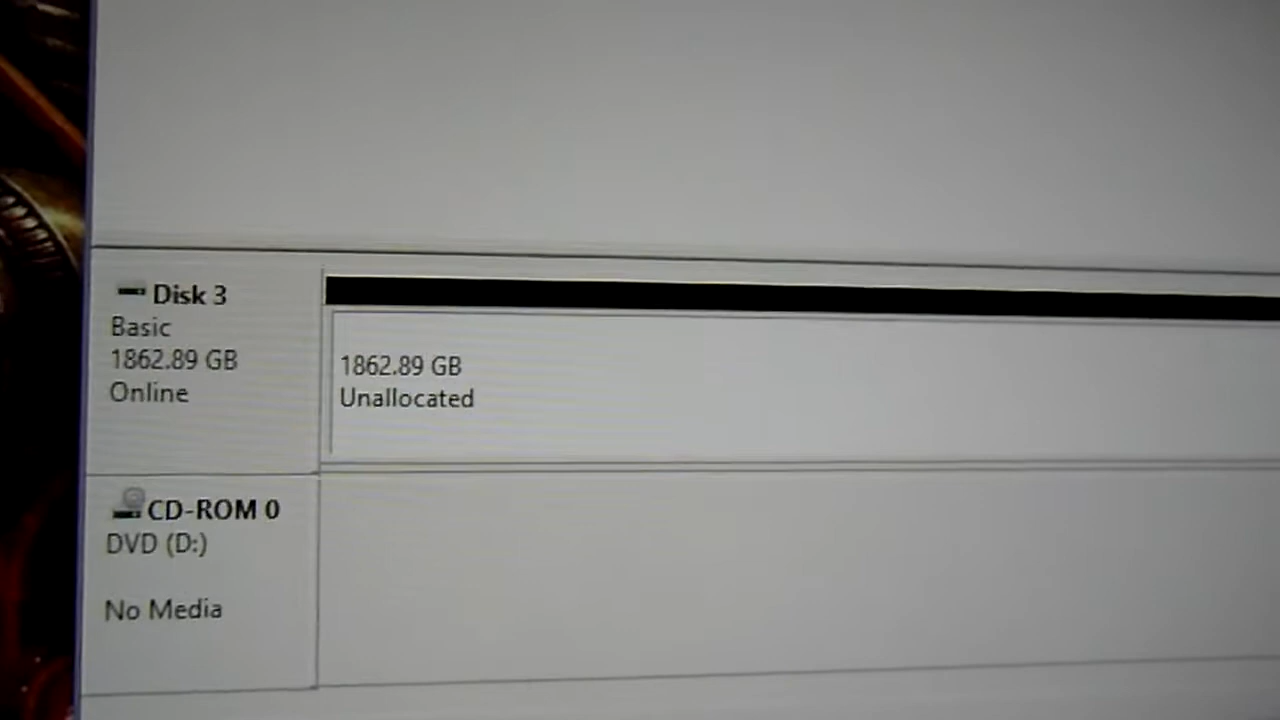 Disk 3
Basic
1862.89 GB
Online
1862.89 GB
Unallocated
CD-ROM 0
DVD (D:)
No Media